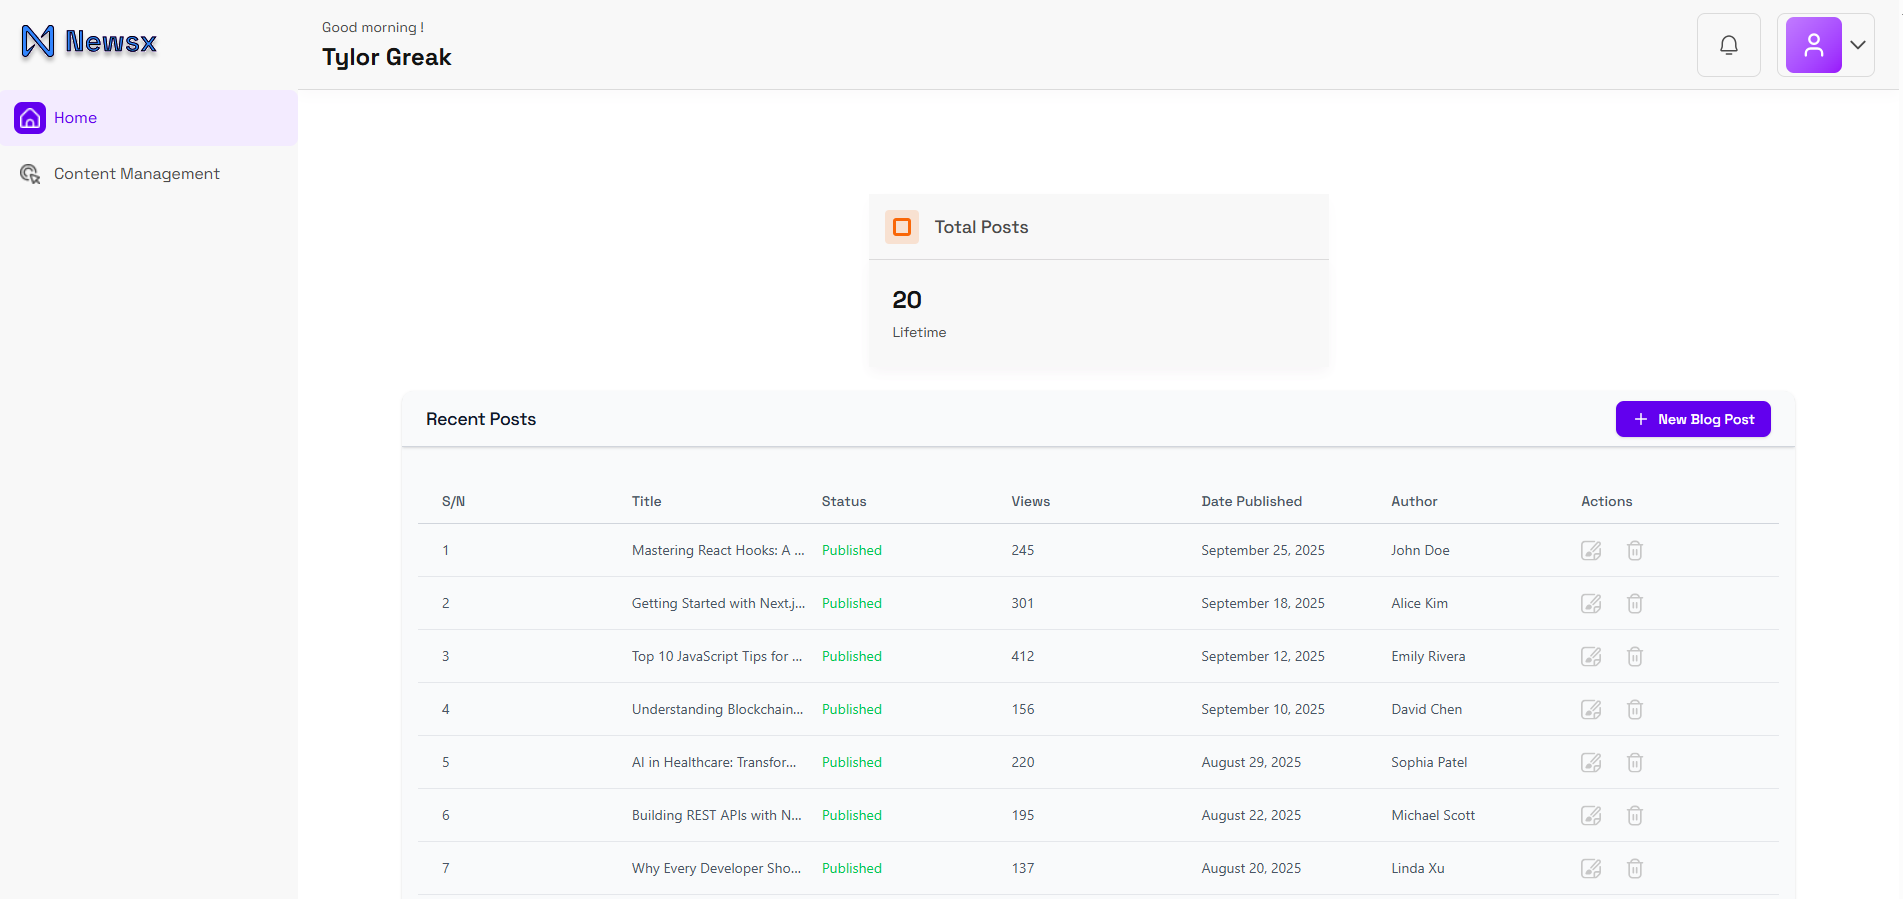 Newsx
Good morning !
Tylor Greak
Home
Content Management
Total Posts
20
Lifetime
Recent Posts
+ New Blog Post
S/N Title Status Views Date Published Author Actions
1 Mastering React Hooks: A ... Published 245 September 25, 2025 John Doe
2 Getting Started with Next.j... Published 301 September 18, 2025 Alice Kim
3 Top 10 JavaScript Tips for ... Published 412 September 12, 2025 Emily Rivera
4 Understanding Blockchain... Published 156 September 10, 2025 David Chen
5 AI in Healthcare: Transfor... Published 220 August 29, 2025 Sophia Patel
6 Building REST APIs with N... Published 195 August 22, 2025 Michael Scott
7 Why Every Developer Sho... Published 137 August 20, 2025 Linda Xu